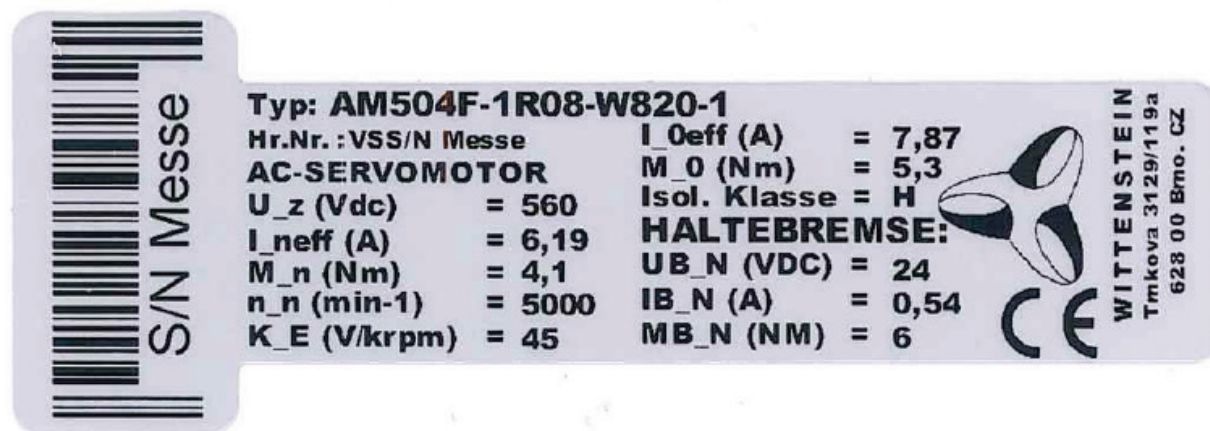 S/N Messe
Typ: AM504F-1R08-W820-1
Hr.Nr. : VSS/N Messe
AC-SERVOMOTOR
U_z (Vdc) = 560
I_neff (A) = 6,19
M_n (Nm) = 4,1
n_n (min-1) = 5000
K_E (V/krpm) = 45
I_0eff (A) = 7,87
M_0 (Nm) = 5,3
Isol. Klasse = H
HALTEBREMSE:
UB_N (VDC) = 24
IB_N (A) = 0,54
MB_N (NM) = 6
CE
WITTENSTEIN
Tmkova 3129/119a
628 00 Brno. CZ